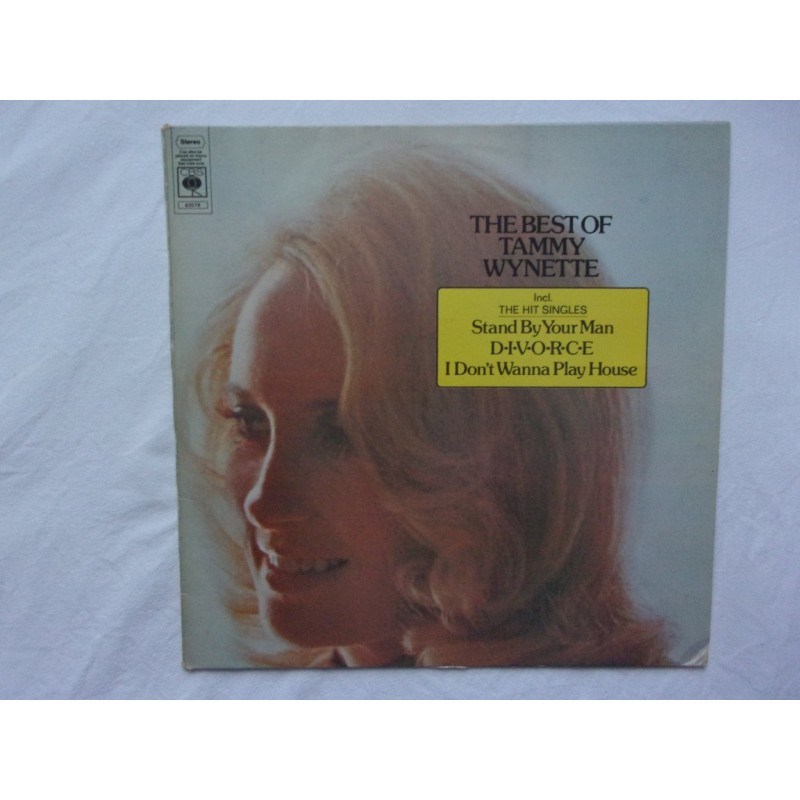 Stereo
CBS
THE BEST OF
TAMMY
WYNETTE
Incl.
THE HIT SINGLES
Stand By Your Man
D·I·V·O·R·C·E
I Don't Wanna Play House